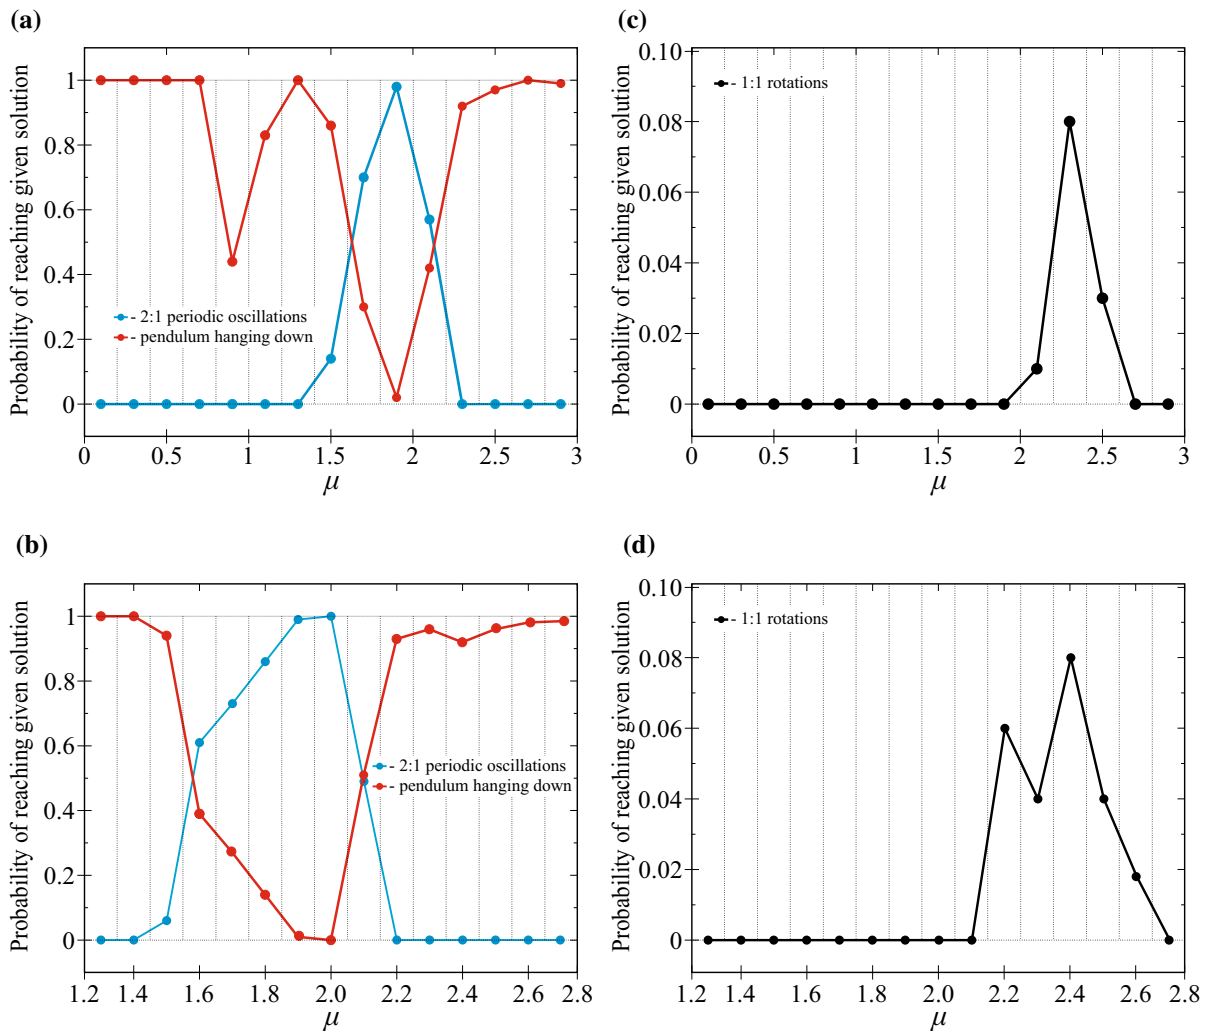 (a)
Probability of reaching given solution
1
0.8
0.6
0.4
0.2
0
- 2:1 periodic oscillations
- pendulum hanging down
0 0.5 1 1.5 2 2.5 3
μ
(c)
Probability of reaching given solution
0.10
0.08
0.06
0.04
0.02
0
- 1:1 rotations
0 0.5 1 1.5 2 2.5 3
μ
(b)
Probability of reaching given solution
1
0.8
0.6
0.4
0.2
0
- 2:1 periodic oscillations
- pendulum hanging down
1.2 1.4 1.6 1.8 2.0 2.2 2.4 2.6 2.8
μ
(d)
Probability of reaching given solution
0.10
0.08
0.06
0.04
0.02
0
- 1:1 rotations
1.2 1.4 1.6 1.8 2.0 2.2 2.4 2.6 2.8
μ